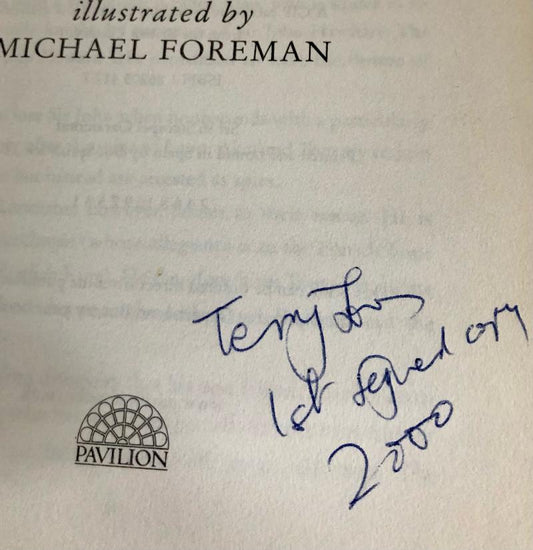 illustrated by
MICHAEL FOREMAN
Terry Jones
1st signed copy
2000
PAVILION